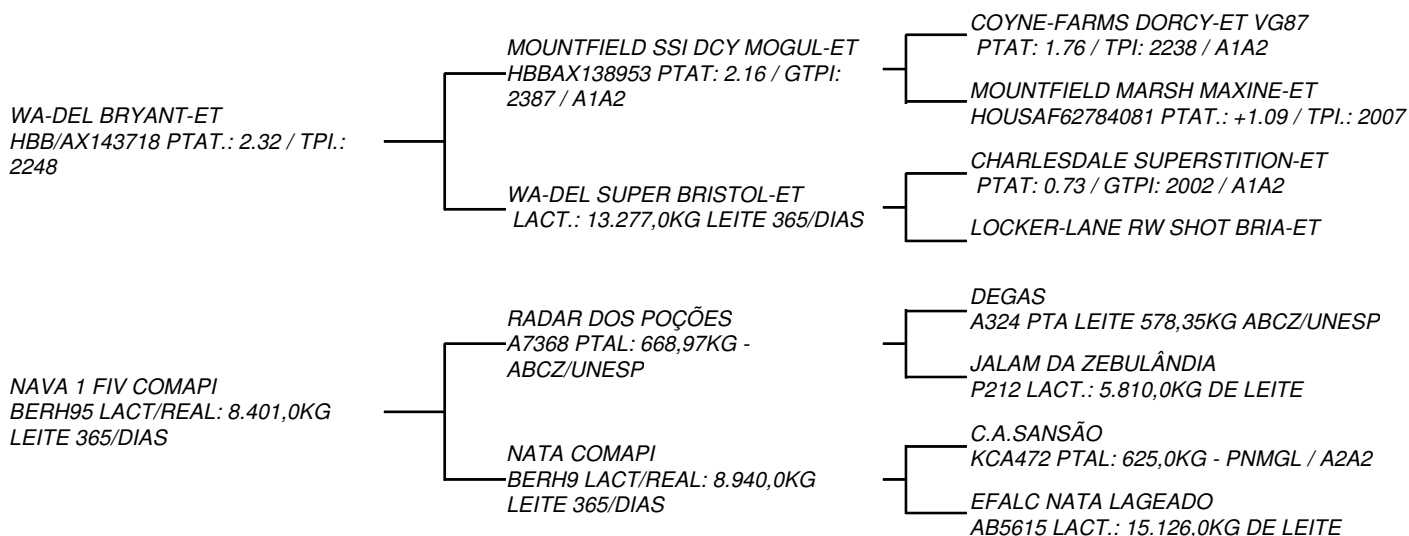 WA-DEL BRYANT-ET
HBB/AX143718 PTAT.: 2.32 / TPI.:
2248
MOUNTFIELD SSI DCY MOGUL-ET
HBBAX138953 PTAT: 2.16 / GTPI:
2387 / A1A2
COYNE-FARMS DORCY-ET VG87
PTAT: 1.76 / TPI: 2238 / A1A2
MOUNTFIELD MARSH MAXINE-ET
HOUSAF62784081 PTAT.: +1.09 / TPI.: 2007
WA-DEL SUPER BRISTOL-ET
LACT.: 13.277,0KG LEITE 365/DIAS
CHARLESDALE SUPERSTITION-ET
PTAT: 0.73 / GTPI: 2002 / A1A2
LOCKER-LANE RW SHOT BRIA-ET
NAVA 1 FIV COMAPI
BERH95 LACT/REAL: 8.401,0KG
LEITE 365/DIAS
RADAR DOS POÇÕES
A7368 PTAL: 668,97KG -
ABCZ/UNESP
DEGAS
A324 PTA LEITE 578,35KG ABCZ/UNESP
JALAM DA ZEBULÂNDIA
P212 LACT.: 5.810,0KG DE LEITE
NATA COMAPI
BERH9 LACT/REAL: 8.940,0KG
LEITE 365/DIAS
C.A.SANSÃO
KCA472 PTAL: 625,0KG - PNMGL / A2A2
EFALC NATA LAGEADO
AB5615 LACT.: 15.126,0KG DE LEITE